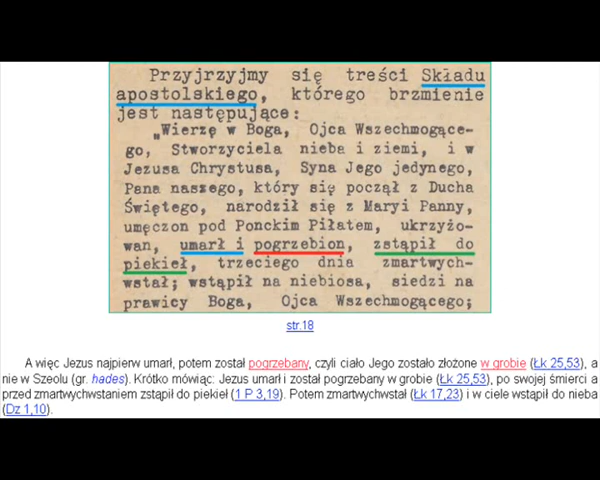 Przyjrzyjmy się treści Składu
apostolskiego, którego brzmienie
jest następujące:
„Wierzę w Boga, Ojca Wszechmogące-
go, Stworzyciela nieba i ziemi, i w
Jezusa Chrystusa, Syna Jego jedynego,
Pana naszego, który się począł z Ducha
Świętego, narodził się z Maryi Panny,
umęczon pod Ponckim Piłatem, ukrzyżo-
wan, umarł i pogrzebion, zstąpił do
piekieł, trzeciego dnia zmartwych-
wstał; wstąpił na niebiosa, siedzi na
prawicy Boga, Ojca Wszechmogącego;
str.18
A więc Jezus najpierw umarł, potem został pogrzebany, czyli ciało Jego zostało złożone w grobie (Łk 25,53), a
nie w Szeolu (gr. hades). Krótko mówiąc: Jezus umarł i został pogrzebany w grobie (Łk 25,53), po swojej śmierci a
przed zmartwychwstaniem zstąpił do piekieł (1 P 3,19). Potem zmartwychwstał (Łk 17,23) i w ciele wstąpił do nieba
(Dz 1,10).